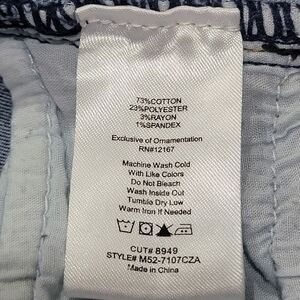 73%COTTON
23%POLYESTER
3%RAYON
1%SPANDEX
Exclusive of Ornamentation
RN#12167
Machine Wash Cold
With Like Colors
Do Not Bleach
Wash Inside Out
Tumble Dry Low
Warm Iron If Needed
CUT# 8949
STYLE# M52-7107CZA
Made in China